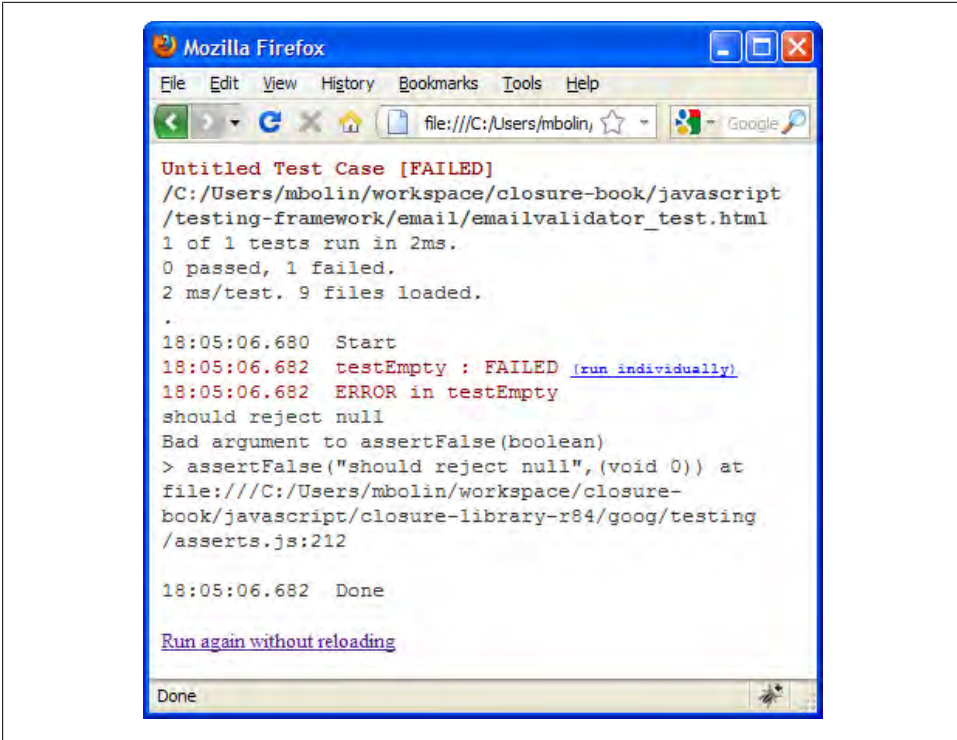 Mozilla Firefox
File Edit View History Bookmarks Tools Help
file:///C:/Users/mbolin, Google
Untitled Test Case [FAILED]
/C:/Users/mbolin/workspace/closure-book/javascript
/testing-framework/email/emailvalidator_test.html
1 of 1 tests run in 2ms.
0 passed, 1 failed.
2 ms/test. 9 files loaded.
.
18:05:06.680 Start
18:05:06.682 testEmpty : FAILED (run individually)
18:05:06.682 ERROR in testEmpty
should reject null
Bad argument to assertFalse(boolean)
> assertFalse("should reject null",(void 0)) at
file:///C:/Users/mbolin/workspace/closure-
book/javascript/closure-library-r84/goog/testing
/asserts.js:212
18:05:06.682 Done
Run again without reloading
Done